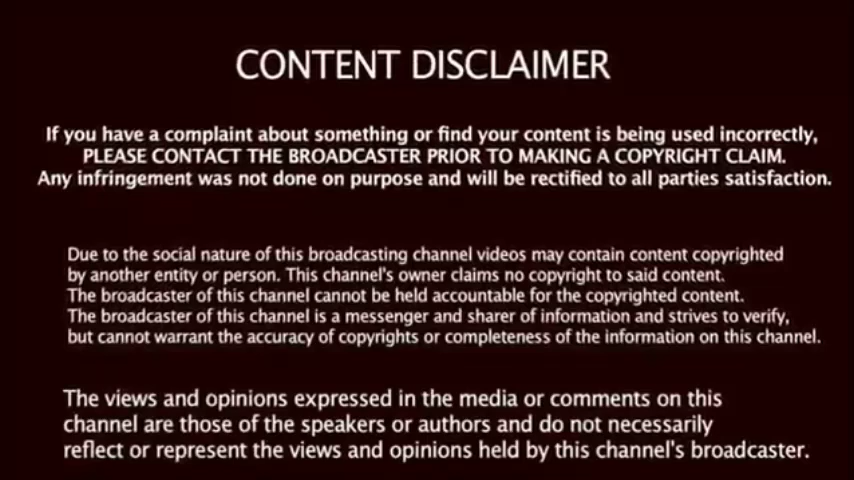 CONTENT DISCLAIMER
If you have a complaint about something or find your content is being used incorrectly,
PLEASE CONTACT THE BROADCASTER PRIOR TO MAKING A COPYRIGHT CLAIM.
Any infringement was not done on purpose and will be rectified to all parties satisfaction.
Due to the social nature of this broadcasting channel videos may contain content copyrighted
by another entity or person. This channel's owner claims no copyright to said content.
The broadcaster of this channel cannot be held accountable for the copyrighted content.
The broadcaster of this channel is a messenger and sharer of information and strives to verify,
but cannot warrant the accuracy of copyrights or completeness of the information on this channel.
The views and opinions expressed in the media or comments on this
channel are those of the speakers or authors and do not necessarily
reflect or represent the views and opinions held by this channel's broadcaster.